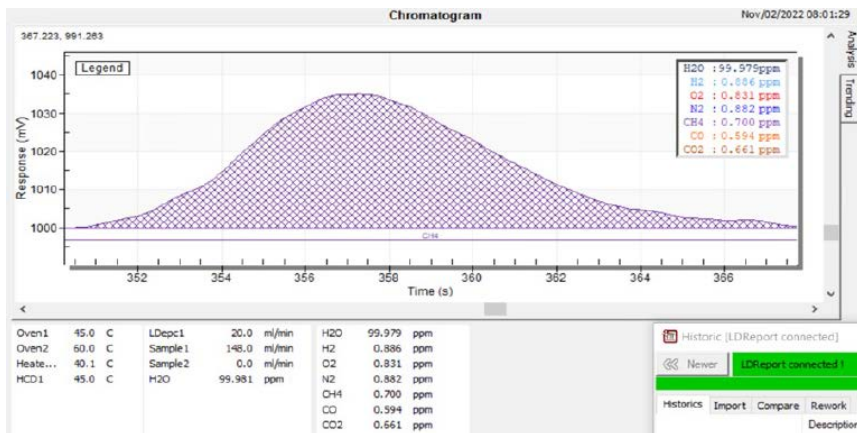 Chromatogram
Nov/02/2022 08:01:29
367.223, 991.263
Analysis
Trending
Legend
H2O :99.979ppm
H2 :0.886 ppm
O2 :0.831 ppm
N2 :0.882 ppm
CH4 :0.700 ppm
CO :0.594 ppm
CO2 :0.661 ppm
Response (mV)
1040
1030
1020
1010
1000
CH4
352 354 356 358 360 362 364 366
Time (s)
Oven1 45.0 C
Oven2 60.0 C
Heate... 40.1 C
HCD1 45.0 C
LDepc1 20.0 ml/min
Sample1 148.0 ml/min
Sample2 0.0 ml/min
H2O 99.981 ppm
H2O 99.979 ppm
H2 0.886 ppm
O2 0.831 ppm
N2 0.882 ppm
CH4 0.700 ppm
CO 0.594 ppm
CO2 0.661 ppm
Historic [LDReport connected]
Newer
LDReport connected !
Historics Import Compare Rework
Description